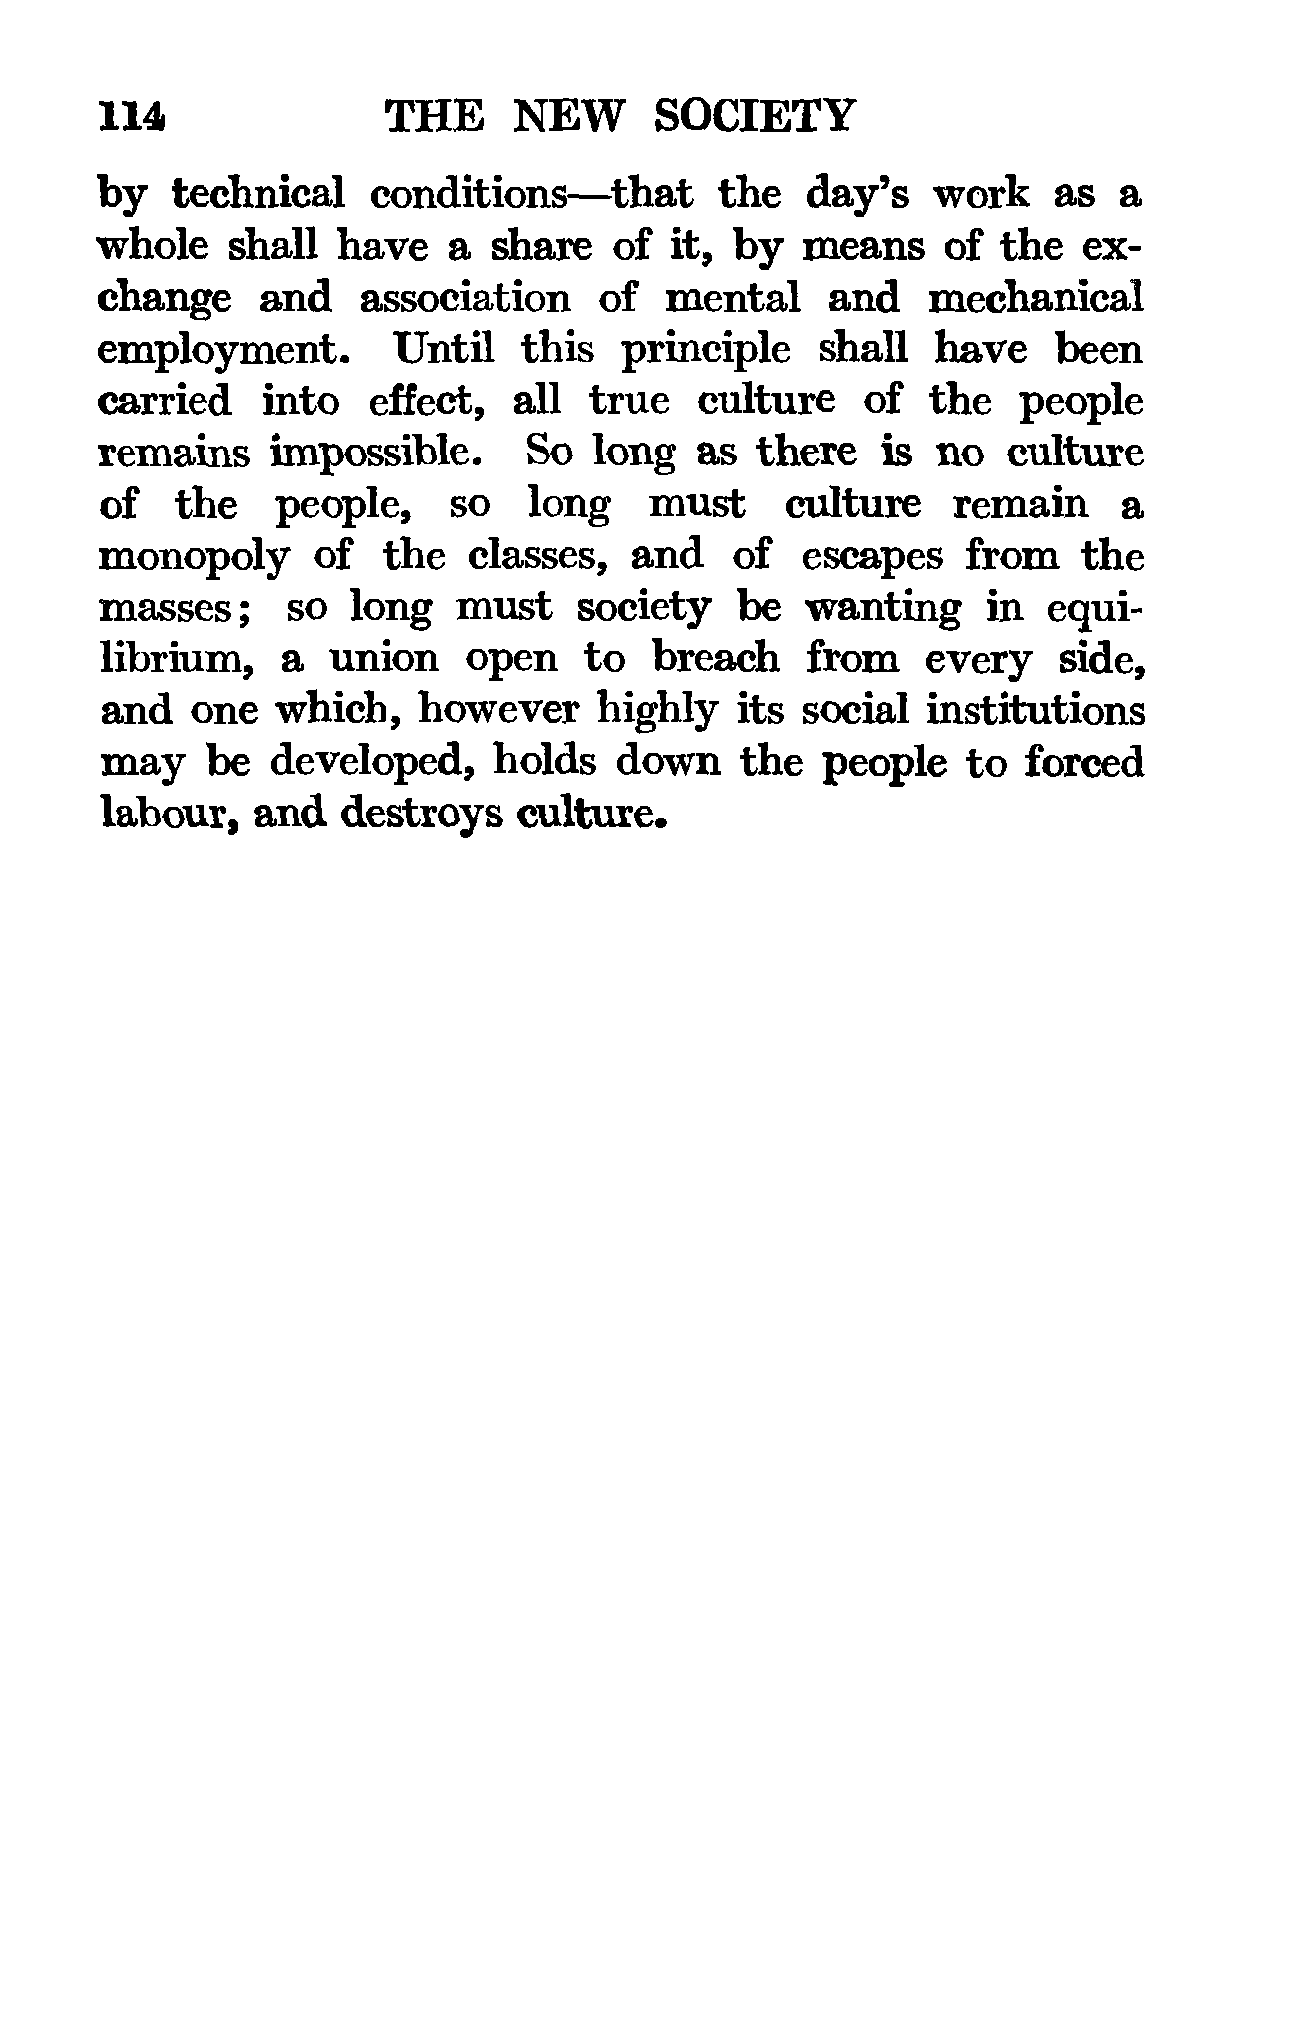 114 THE NEW SOCIETY
by technical conditions—that the day's work as a
whole shall have a share of it, by means of the ex-
change and association of mental and mechanical
employment. Until this principle shall have been
carried into effect, all true culture of the people
remains impossible. So long as there is no culture
of the people, so long must culture remain a
monopoly of the classes, and of escapes from the
masses; so long must society be wanting in equi-
librium, a union open to breach from every side,
and one which, however highly its social institutions
may be developed, holds down the people to forced
labour, and destroys culture.